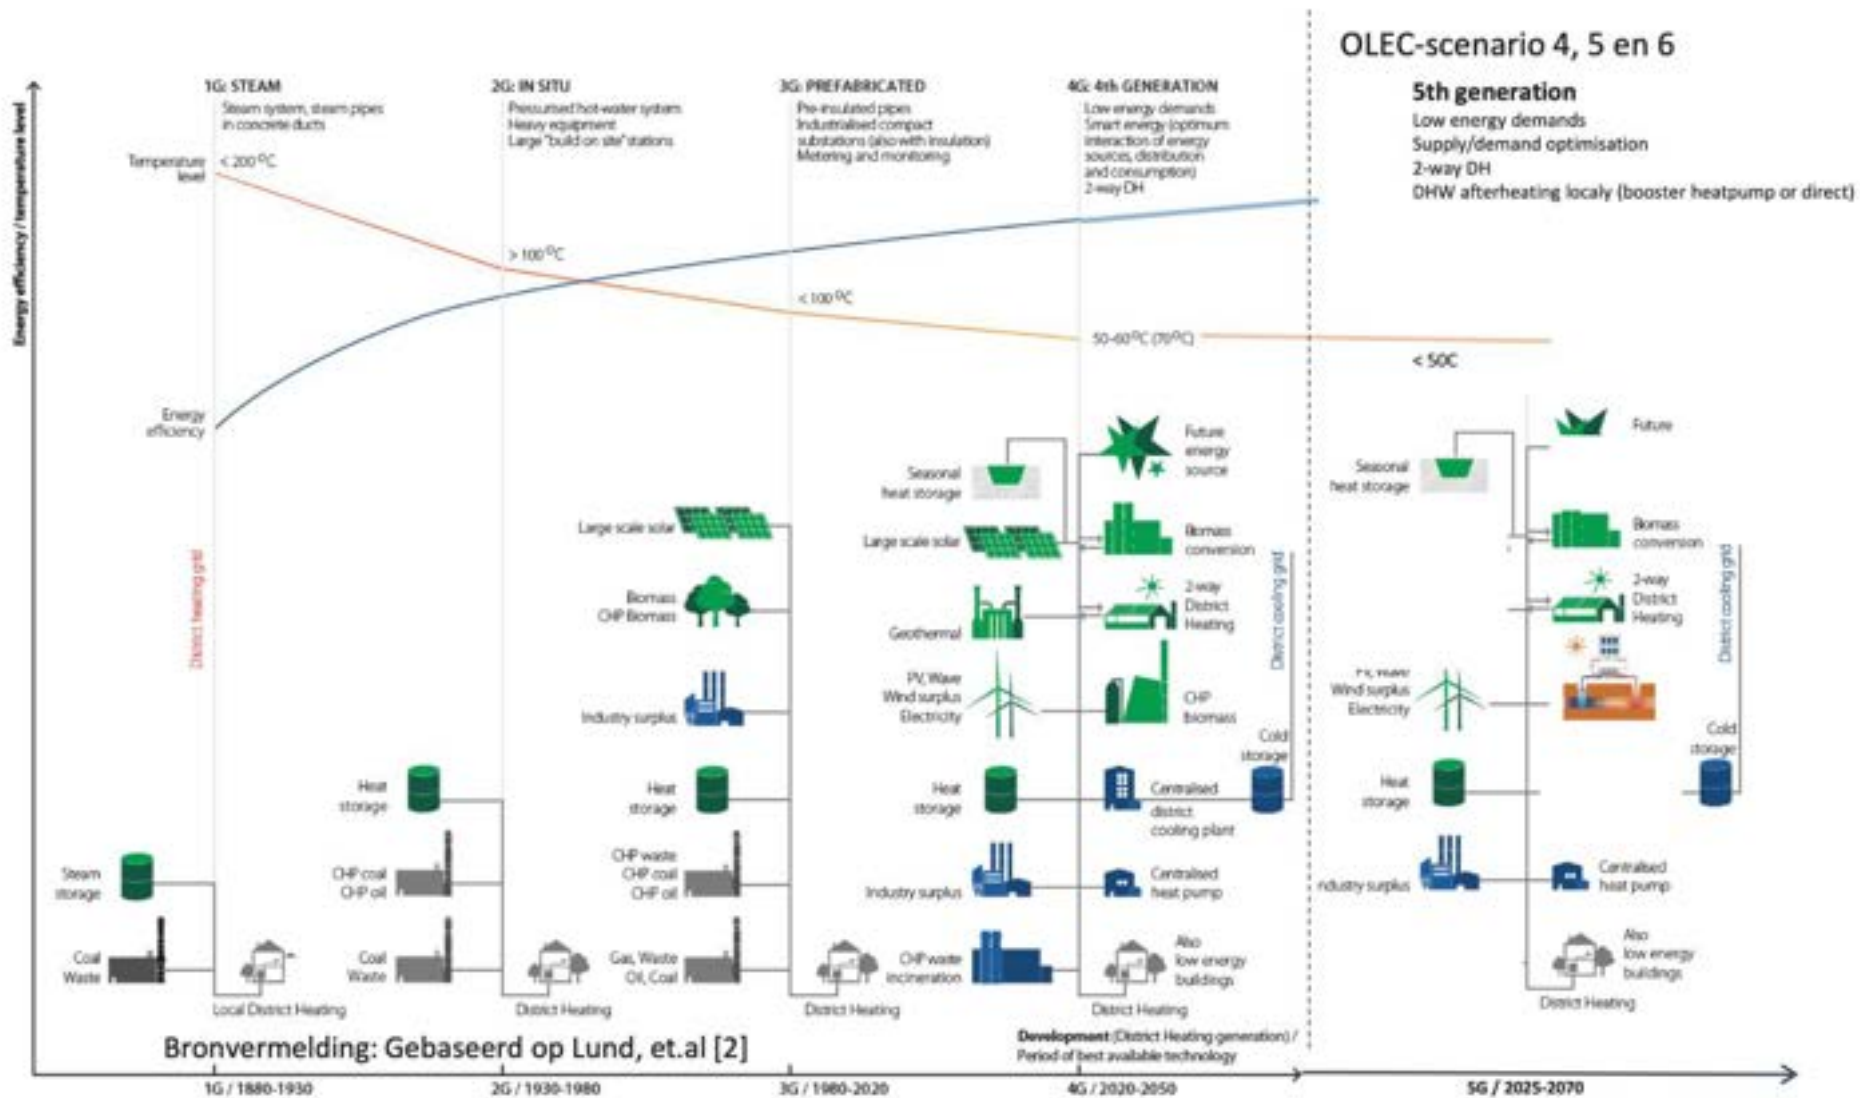 OLEC-scenario 4, 5 en 6
5th generation
Low energy demands
Supply/demand optimisation
2-way DH
DHW afterheating localy (booster heatpump or direct)
Energy efficiency / temperature level
1G: STEAM
Steam system, steam pipes
in concrete ducts
2G: IN SITU
Pressurised hot-water system
Heavy equipment
Large "build on site" stations
3G: PREFABRICATED
Pre-insulated pipes
Industrialised compact
substations (also with insulation)
Metering and monitoring
4G: 4th GENERATION
Low energy demands
Smart energy (optimum
interaction of energy
sources, distribution
and consumption)
2-way DH
Temperature
level
< 200 °C
> 100 °C
< 100 °C
50-60 °C (70°C)
< 50C
Energy
efficiency
District heating grid
Steam
storage
Coal
Waste
Local District Heating
Heat
storage
CHP coal
CHP oil
Coal
Waste
District Heating
Large scale solar
Biomass
CHP Biomass
Industry surplus
Heat
storage
CHP waste
CHP coal
CHP oil
Gas, Waste
Oil, Coal
District Heating
Seasonal
heat storage
Large scale solar
Geothermal
PV, Wave
Wind surplus
Electricity
Heat
storage
Industry surplus
CHP waste
incineration
Future
energy
source
Biomass
conversion
2-way
District
Heating
CHP
biomass
Centralised
district
cooling plant
Centralised
heat pump
Also
low energy
buildings
District Heating
District cooling grid
Cold
storage
Seasonal
heat storage
PV, Wave
Wind surplus
Electricity
Heat
storage
ndustry surplus
Future
Biomass
conversion
2-way
District
Heating
Centralised
heat pump
Also
low energy
buildings
District Heating
District cooling grid
Cold
storage
Bronvermelding: Gebaseerd op Lund, et.al [2]
Development (District Heating generation) /
Period of best available technology
1G / 1880-1930
2G / 1930-1980
3G / 1980-2020
4G / 2020-2050
5G / 2025-2070